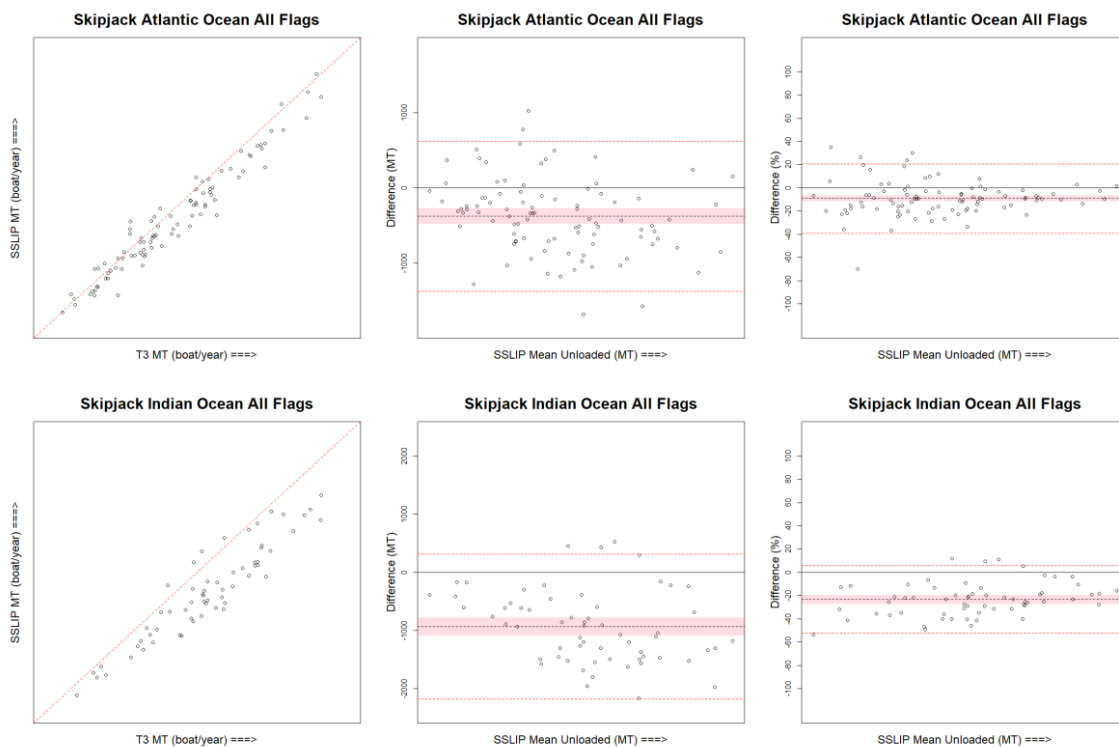 Skipjack Atlantic Ocean All Flags
SSLIP MT (boat/year) ===>
T3 MT (boat/year) ===>
Skipjack Atlantic Ocean All Flags
Difference (MT)
1000
0
-1000
SSLIP Mean Unloaded (MT) ===>
Skipjack Atlantic Ocean All Flags
Difference (%)
100
80
60
40
20
0
-20
-40
-60
-80
-100
SSLIP Mean Unloaded (MT) ===>
Skipjack Indian Ocean All Flags
SSLIP MT (boat/year) ===>
T3 MT (boat/year) ===>
Skipjack Indian Ocean All Flags
Difference (MT)
2000
1000
0
-1000
-2000
SSLIP Mean Unloaded (MT) ===>
Skipjack Indian Ocean All Flags
Difference (%)
100
80
60
40
20
0
-20
-40
-60
-80
-100
SSLIP Mean Unloaded (MT) ===>